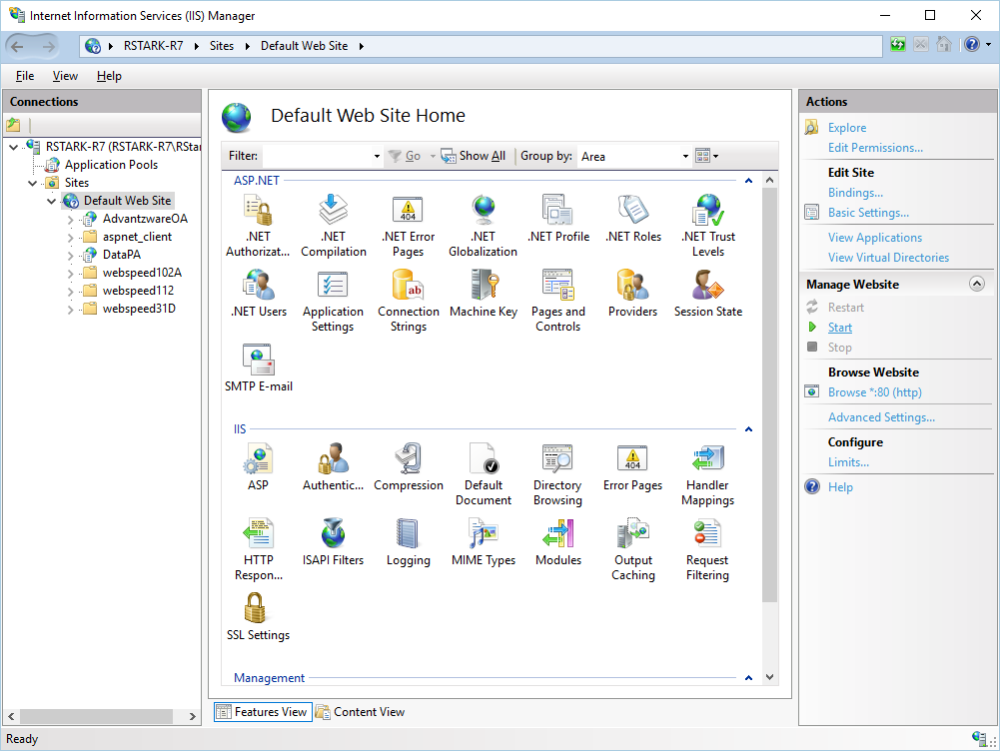 Internet Information Services (IIS) Manager
RSTARK-R7 Sites Default Web Site
File View Help
Connections
RSTARK-R7 (RSTARK-R7\RStar
Application Pools
Sites
Default Web Site
AdvantzwareOA
aspnet_client
DataPA
webspeed102A
webspeed112
webspeed31D
Default Web Site Home
Filter: Go Show All Group by: Area
ASP.NET
.NET Authorizat...
.NET Compilation
.NET Error Pages
.NET Globalization
.NET Profile
.NET Roles
.NET Trust Levels
.NET Users
Application Settings
Connection Strings
Machine Key
Pages and Controls
Providers
Session State
SMTP E-mail
IIS
ASP
Authentic...
Compression
Default Document
Directory Browsing
404
Error Pages
Handler Mappings
HTTP Respon...
ISAPI Filters
Logging
MIME Types
Modules
Output Caching
Request Filtering
SSL Settings
Management
Features View Content View
Actions
Explore
Edit Permissions...
Edit Site
Bindings...
Basic Settings...
View Applications
View Virtual Directories
Manage Website
Restart
Start
Stop
Browse Website
Browse *:80 (http)
Advanced Settings...
Configure
Limits...
Help
Ready